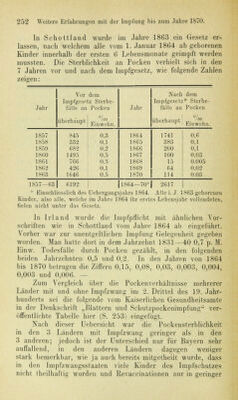 252 Weitere Erfahrungen mit der Impfung bis zum Jahre 1870.
In Schottland wurde im Jahre 1863 ein Gesetz er-
lassen, nach welchem alle vom 1. Januar 1864 ab geborenen
Kinder innerhalb der ersten 6 Lebensmonate geimpft werden
mussten. Die Sterblichkeit an Pocken verhielt sich in den
7 Jahren vor und nach dem Impfgesetz, wie folgende Zahlen
zeigen:
Jahr
Vor dem
Impfgesetz Sterbe-
fälle an Pocken
überhaupt
Einwohn.
Jahr
Nach dem
Impfgesetz* Sterbe-
fälle an Pocken
überhaupt
Einwohn.
1857 845 0,3 1864 1741 0,6
1858 332 0,1 1865 383 0,1
1859 682 0,2 1866 200 0,1
1860 1495 0,5 1867 100 0,03
1861 766 0,3 1868 15 0,005
1862 426 0,1 1869 64 0,02
1863 1646 0,5 1870 114 0,03
1857—63 6192 1864—70* 2617
* Einschliesslich des Uebergangsjahrs 1864. Alle i. J. 1863 geborenen
Kinder, also alle, welche im Jahre 1864 ihr erstes Lebensjahr vollendeten,
fielen nicht unter das Gesetz.
In Irland wurde die Impfpflicht mit ähnlichen Vor-
schriften wie in Schottland vom Jahre 1864 ab eingeführt.
Vorher war zur unentgeltlichen Impfung Gelegenheit gegeben
worden. Man hatte dort in dem Jahrzehnt 1831—40 0,7 p. M.
Einw. Todesfälle durch Pocken gezählt, in den folgenden
beiden Jahrzehnten 0,5 und 0,2. In den Jahren von 1864
bis 1870 betrugen die Ziffern 0,15, 0,08, 0,03, 0,003, 0,004,
0,003 und 0,006. —
Zum Vergleich über die Pockenverhältnisse mehrerer
Länder mit und ohne Impfzwang im 2. Drittel des 19. Jahr-
hunderts sei die folgende vom Kaiserlichen Gesundheitsamte
in der Denkschrift „Blattern und Schutzpockenimpfung“ ver-
öffentlichte Tabelle hier (S. 253) eingefügt.
Nach dieser Uebersicht war die Pockensterblichkeit
in den 3 Ländern mit Impfzwang geringer als in den
3 anderen; jedoch ist der Unterschied nur für Bayern sehr
auffallend, in den anderen Ländern dagegen weniger
stark bemerkbar, wie ja auch bereits mitgetheilt wurde, dass
in den Impfzwangsstaaten viele Kinder des Impfschutzes
nicht theilhaftig wurden und Revaccinationen nur in geringer